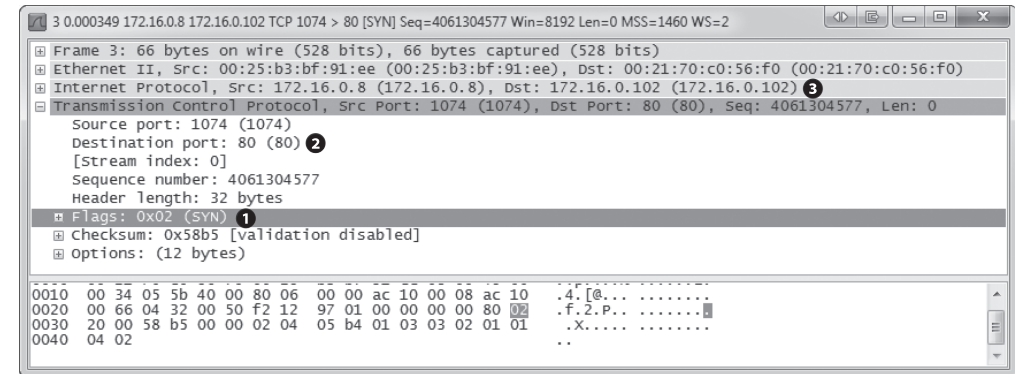 3 0.000349 172.16.0.8 172.16.0.102 TCP 1074 > 80 [SYN] Seq=4061304577 Win=8192 Len=0 MSS=1460 WS=2
Frame 3: 66 bytes on wire (528 bits), 66 bytes captured (528 bits)
Ethernet II, Src: 00:25:b3:bf:91:ee (00:25:b3:bf:91:ee), Dst: 00:21:70:c0:56:f0 (00:21:70:c0:56:f0)
Internet Protocol, Src: 172.16.0.8 (172.16.0.8), Dst: 172.16.0.102 (172.16.0.102) ❸
Transmission Control Protocol, Src Port: 1074 (1074), Dst Port: 80 (80), Seq: 4061304577, Len: 0
Source port: 1074 (1074)
Destination port: 80 (80) ❷
[Stream index: 0]
Sequence number: 4061304577
Header length: 32 bytes
Flags: 0x02 (SYN) ❶
Checksum: 0x58b5 [validation disabled]
Options: (12 bytes)
0010 00 34 05 5b 40 00 80 06 00 00 ac 10 00 08 ac 10 .4.[@... ........
0020 00 66 04 32 00 50 f2 12 97 01 00 00 00 00 80 02 .f.2.P.. ........
0030 20 00 58 b5 00 00 02 04 05 b4 01 03 03 02 01 01 .X..... ........
0040 04 02 ..